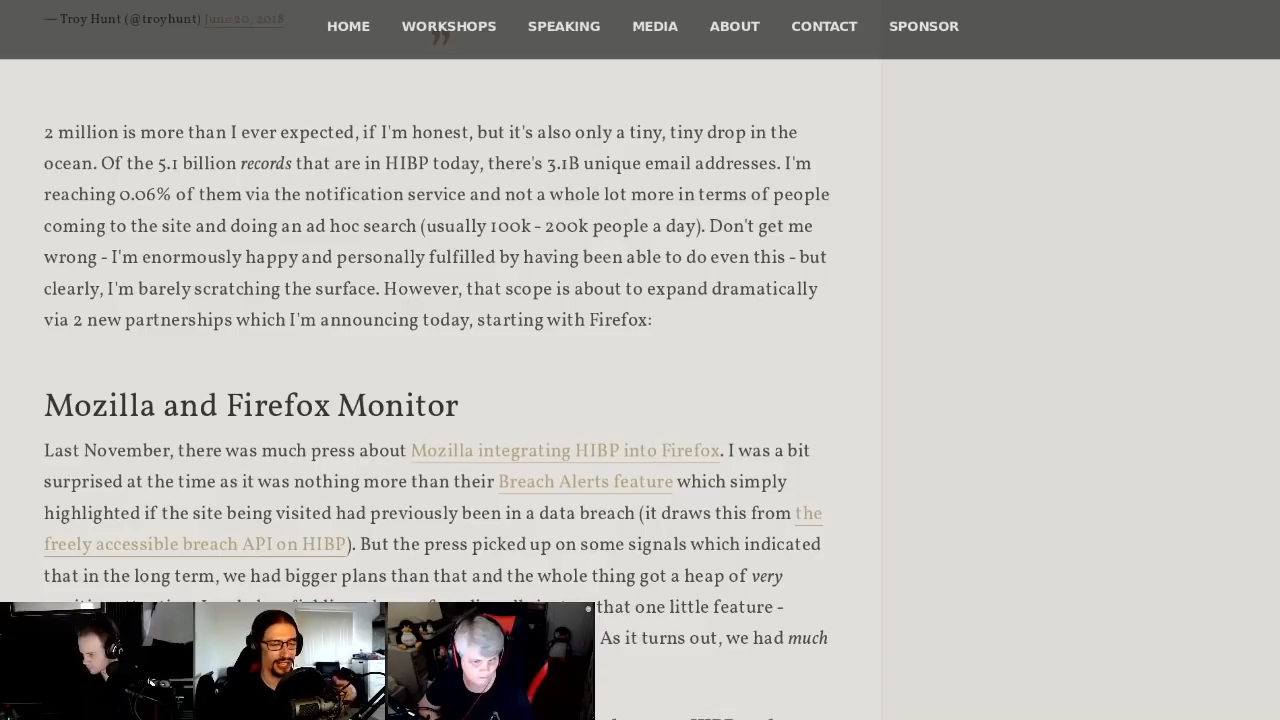 — Troy Hunt (@troyhunt) June 20, 2018
HOME WORKSHOPS SPEAKING MEDIA ABOUT CONTACT SPONSOR
”
2 million is more than I ever expected, if I'm honest, but it's also only a tiny, tiny drop in the
ocean. Of the 5.1 billion records that are in HIBP today, there's 3.1B unique email addresses. I'm
reaching 0.06% of them via the notification service and not a whole lot more in terms of people
coming to the site and doing an ad hoc search (usually 100k - 200k people a day). Don't get me
wrong - I'm enormously happy and personally fulfilled by having been able to do even this - but
clearly, I'm barely scratching the surface. However, that scope is about to expand dramatically
via 2 new partnerships which I'm announcing today, starting with Firefox:
Mozilla and Firefox Monitor
Last November, there was much press about Mozilla integrating HIBP into Firefox. I was a bit
surprised at the time as it was nothing more than their Breach Alerts feature which simply
highlighted if the site being visited had previously been in a data breach (it draws this from the
freely accessible breach API on HIBP). But the press picked up on some signals which indicated
that in the long term, we had bigger plans than that and the whole thing got a heap of very
that one little feature -
As it turns out, we had much